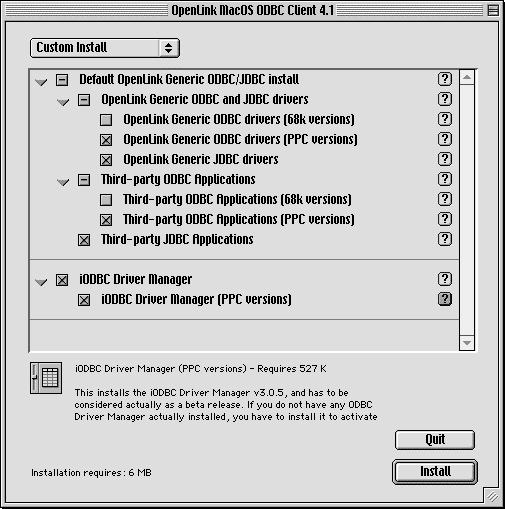 OpenLink MacOS ODBC Client 4.1
Custom Install
Default OpenLink Generic ODBC/JDBC install ?
OpenLink Generic ODBC and JDBC drivers ?
OpenLink Generic ODBC drivers (68k versions) ?
OpenLink Generic ODBC drivers (PPC versions) ?
OpenLink Generic JDBC drivers ?
Third-party ODBC Applications ?
Third-party ODBC Applications (68k versions) ?
Third-party ODBC Applications (PPC versions) ?
Third-party JDBC Applications ?
iODBC Driver Manager ?
iODBC Driver Manager (PPC versions) ?
iODBC Driver Manager (PPC versions) - Requires 527 K
This installs the iODBC Driver Manager v3.0.5, and has to be
considered actually as a beta release. If you do not have any ODBC
Driver Manager actually installed, you have to install it to activate
Quit
Installation requires: 6 MB
Install